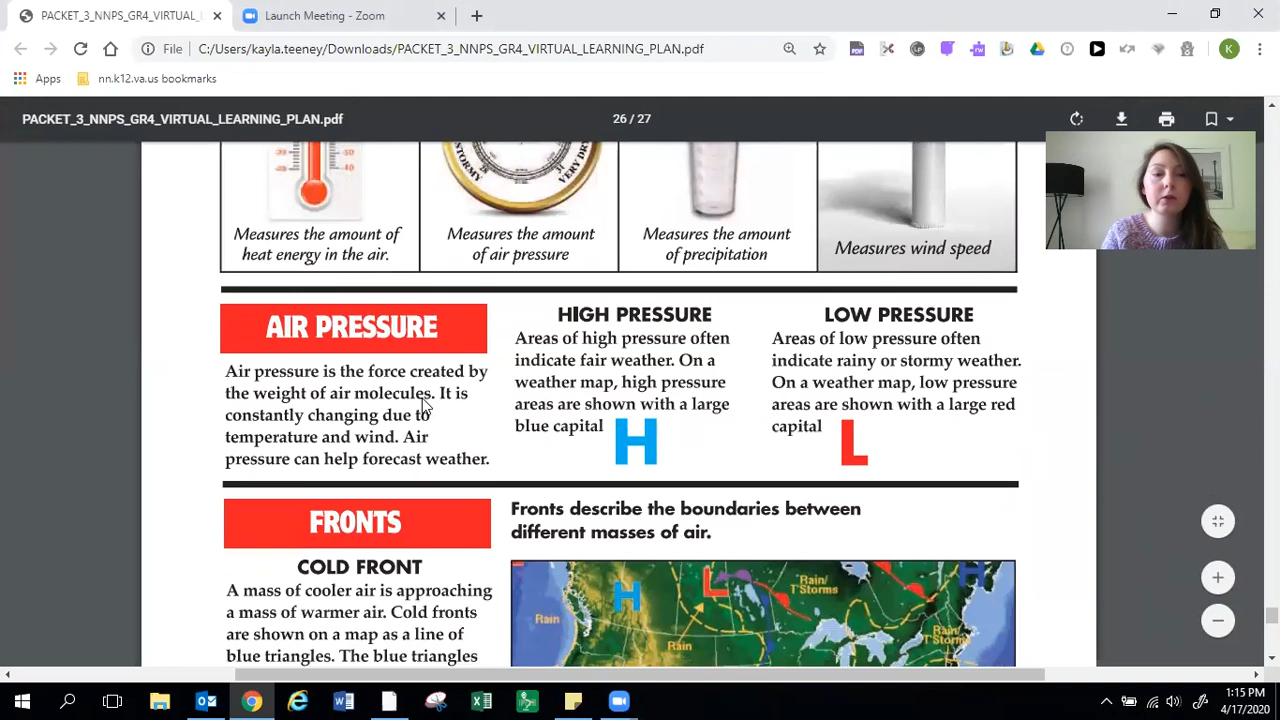 PACKET_3_NNPS_GR4_VIRTUAL_L
Launch Meeting - Zoom
File
C:/Users/kayla.teeney/Downloads/PACKET_3_NNPS_GR4_VIRTUAL_LEARNING_PLAN.pdf
K
Apps
nn.k12.va.us bookmarks
PACKET_3_NNPS_GR4_VIRTUAL_LEARNING_PLAN.pdf
26 / 27
STORMY
VERY DRY
Measures the amount of
heat energy in the air.
Measures the amount
of air pressure
Measures the amount
of precipitation
Measures wind speed
AIR PRESSURE
Air pressure is the force created by
the weight of air molecules. It is
constantly changing due to
temperature and wind. Air
pressure can help forecast weather.
HIGH PRESSURE
Areas of high pressure often
indicate fair weather. On a
weather map, high pressure
areas are shown with a large
blue capital H
LOW PRESSURE
Areas of low pressure often
indicate rainy or stormy weather.
On a weather map, low pressure
areas are shown with a large red
capital L
FRONTS
Fronts describe the boundaries between
different masses of air.
COLD FRONT
A mass of cooler air is approaching
a mass of warmer air. Cold fronts
are shown on a map as a line of
blue triangles. The blue triangles
H
L
H
Rain/
T'Storms
Rain
Rain
Rain/
T'Storms
1:15 PM
4/17/2020